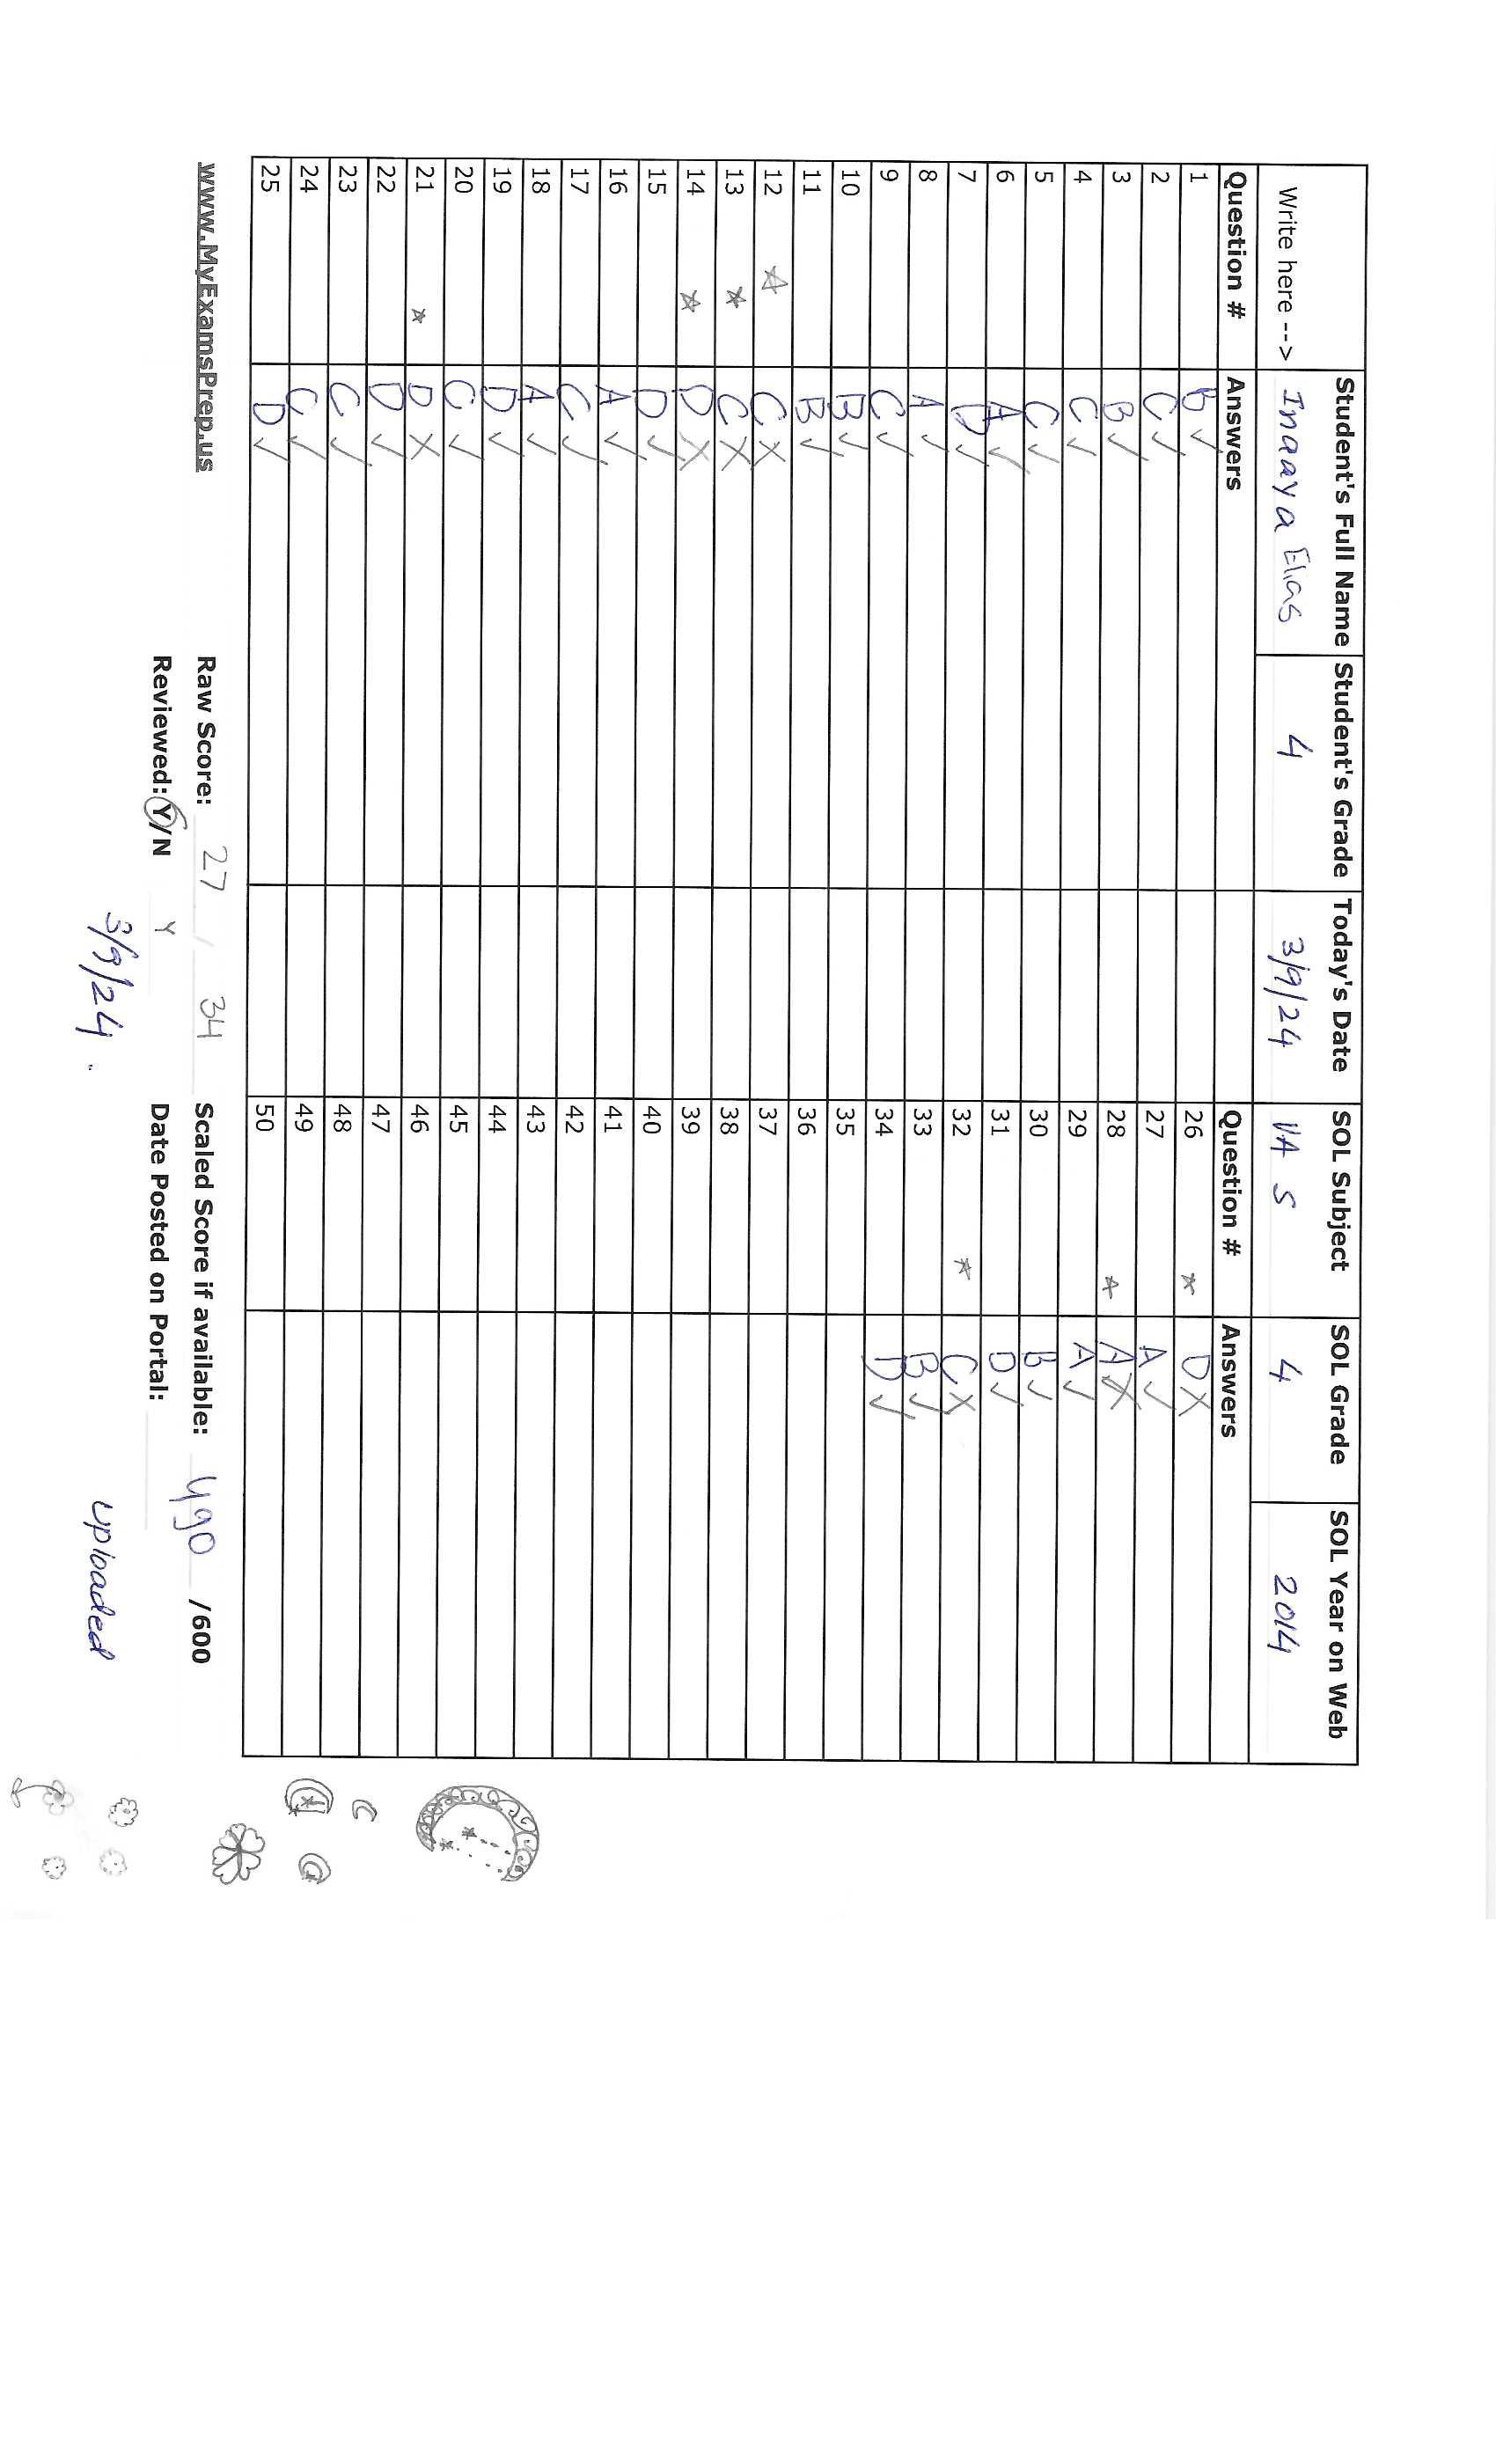 Student's Full Name Student's Grade Today's Date SOL Subject SOL Grade SOL Year on Web
Write here --> Inaaya Elias 4 3/9/24 VA S 4 2014
Question # Answers Question # Answers
1 B ✓ 26 * D X
2 C ✓ 27 A ✓
3 B ✓ 28 * A X
4 C ✓ 29 A ✓
5 C ✓ 30 B ✓
6 A ✓ 31 D ✓
7 D ✓ 32 * C X
8 A ✓ 33 B ✓
9 C ✓ 34 D ✓
10 B ✓ 35
11 B ✓ 36
12 * C X 37
13 * C X 38
14 * D X 39
15 D ✓ 40
16 A ✓ 41
17 C ✓ 42
18 A ✓ 43
19 D ✓ 44
20 C ✓ 45
21 * D X 46
22 D ✓ 47
23 C ✓ 48
24 C ✓ 49
25 D ✓ 50
www.MyExamsPrep.us Raw Score: 27 / 34 Scaled Score if available: 490 /600
Reviewed: Y/N Y Date Posted on Portal:
3/9/24. uploaded